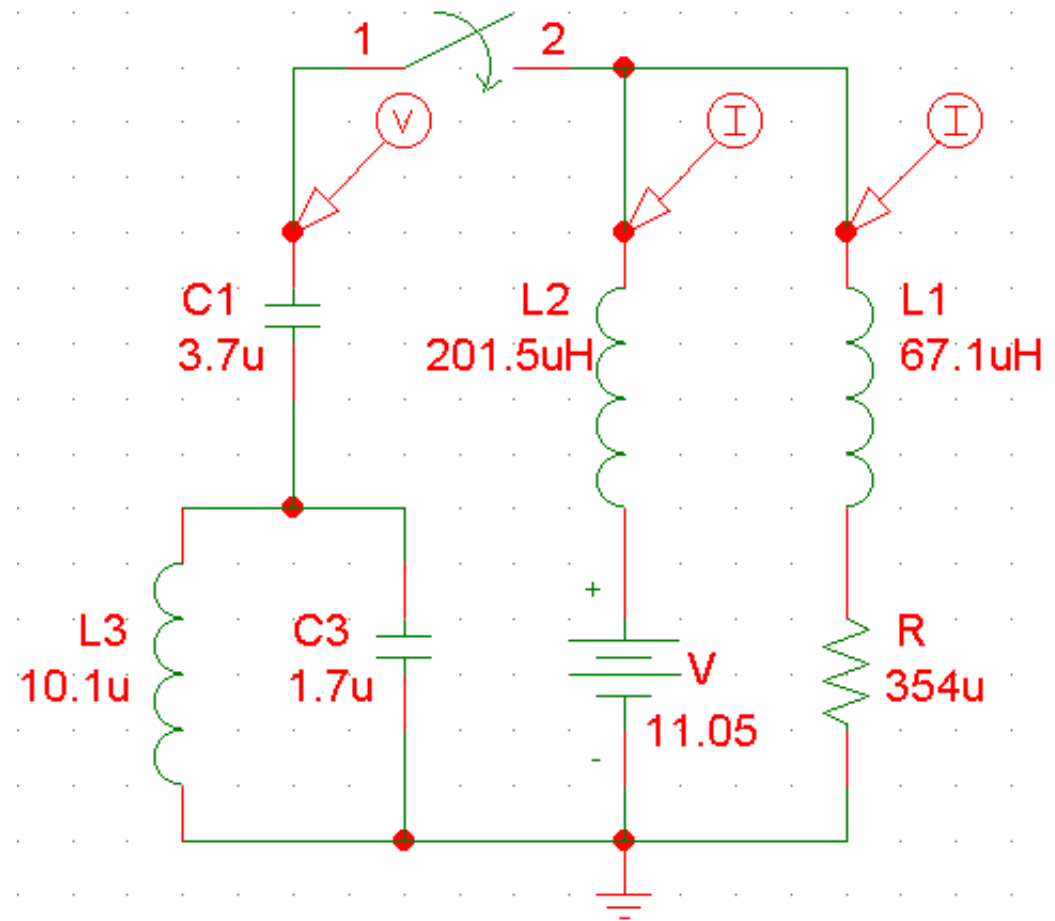 1 2
V I I
C1
3.7u
L2
201.5uH
L1
67.1uH
L3
10.1u
C3
1.7u
+
V
11.05
-
R
354u